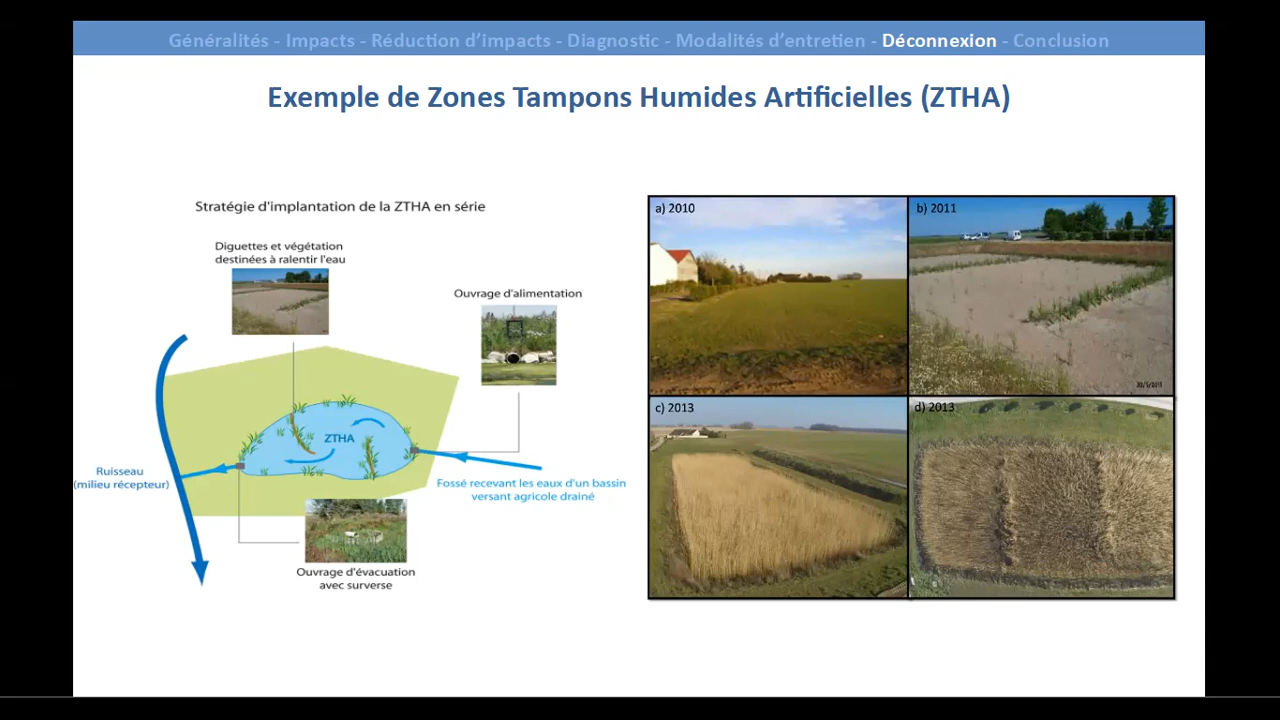 Généralités - Impacts - Réduction d'impacts - Diagnostic - Modalités d'entretien - Déconnexion - Conclusion
Exemple de Zones Tampons Humides Artificielles (ZTHA)
Stratégie d'implantation de la ZTHA en série
Diguettes et végétation
destinées à ralentir l'eau
Ouvrage d'alimentation
ZTHA
Ruisseau
(milieu récepteur)
Fossé recevant les eaux d'un bassin
versant agricole drainé
Ouvrage d'évacuation
avec surverse
a) 2010
b) 2011
c) 2013
d) 2013